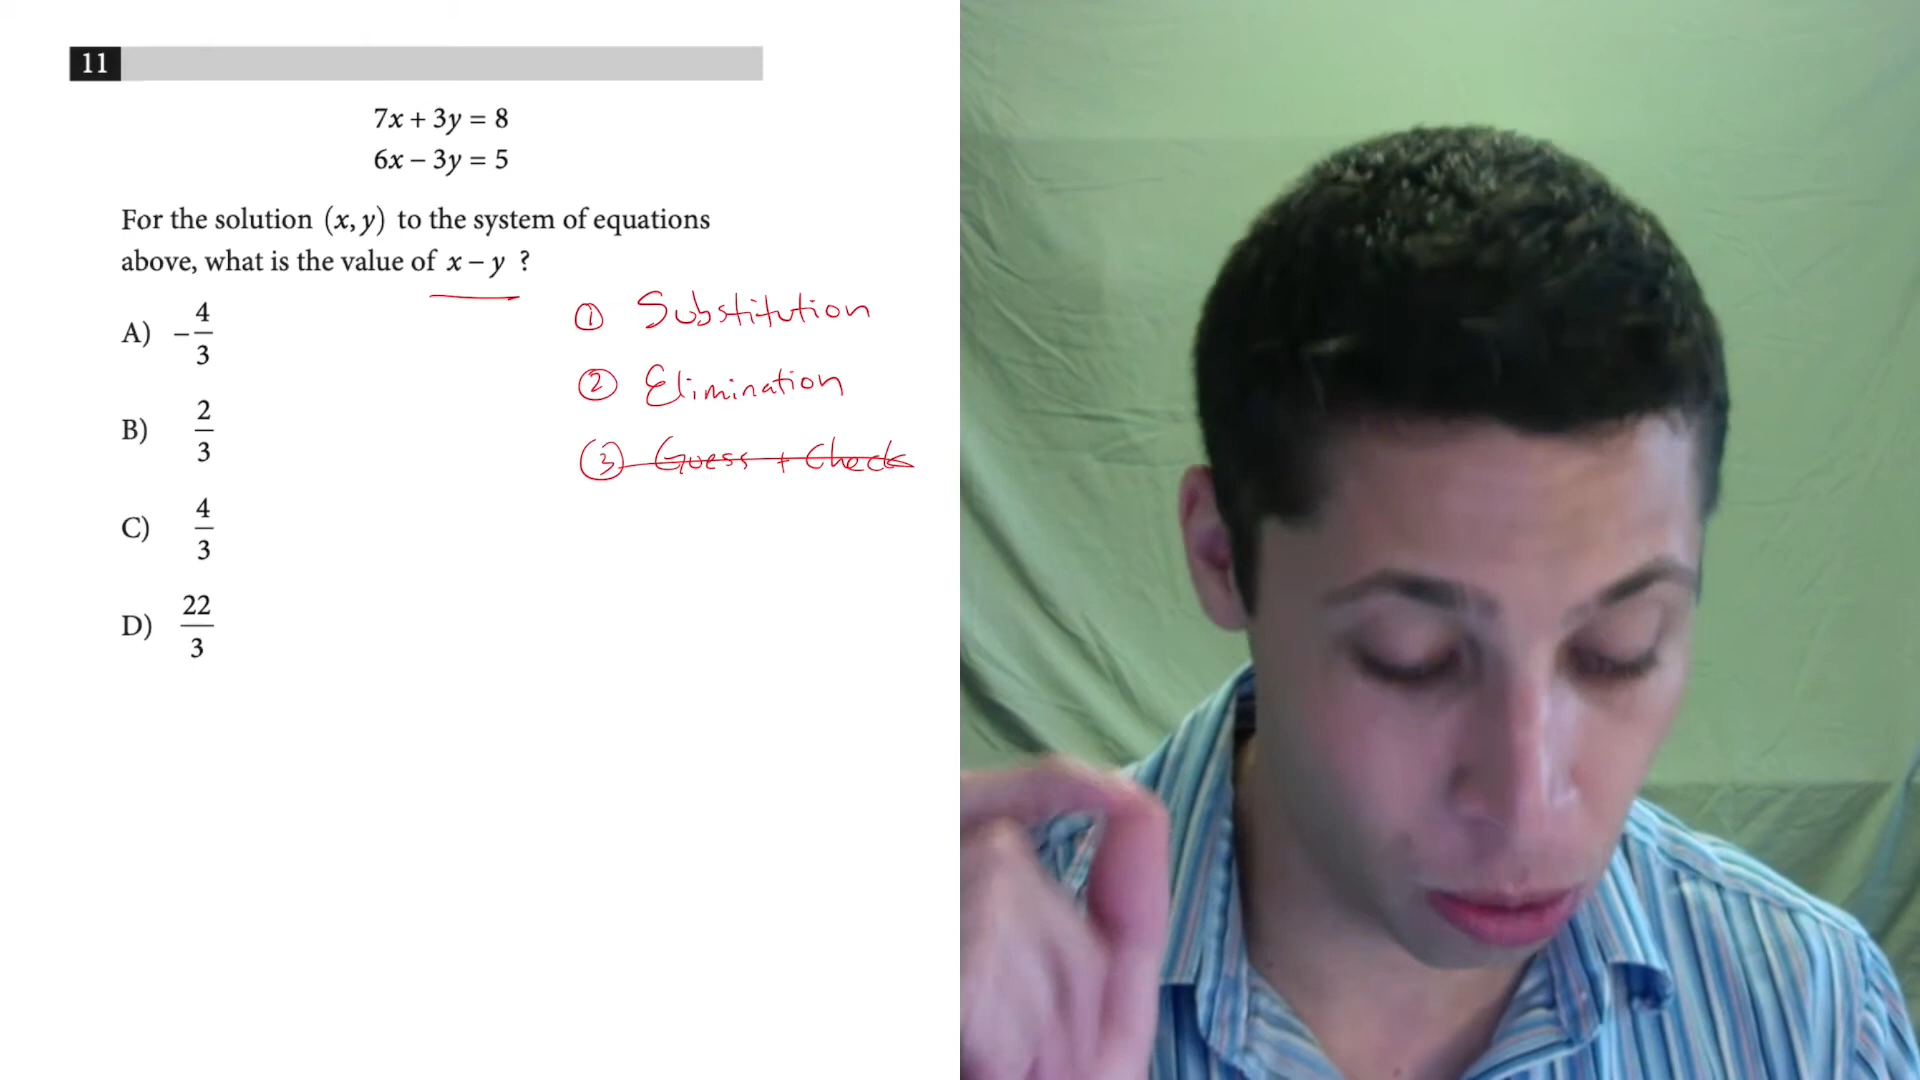 11
7x + 3y = 8
6x − 3y = 5
For the solution (x, y) to the system of equations
above, what is the value of x − y ?
A) −4/3
B) 2/3
C) 4/3
D) 22/3
① Substitution
② Elimination
③ Guess + Check